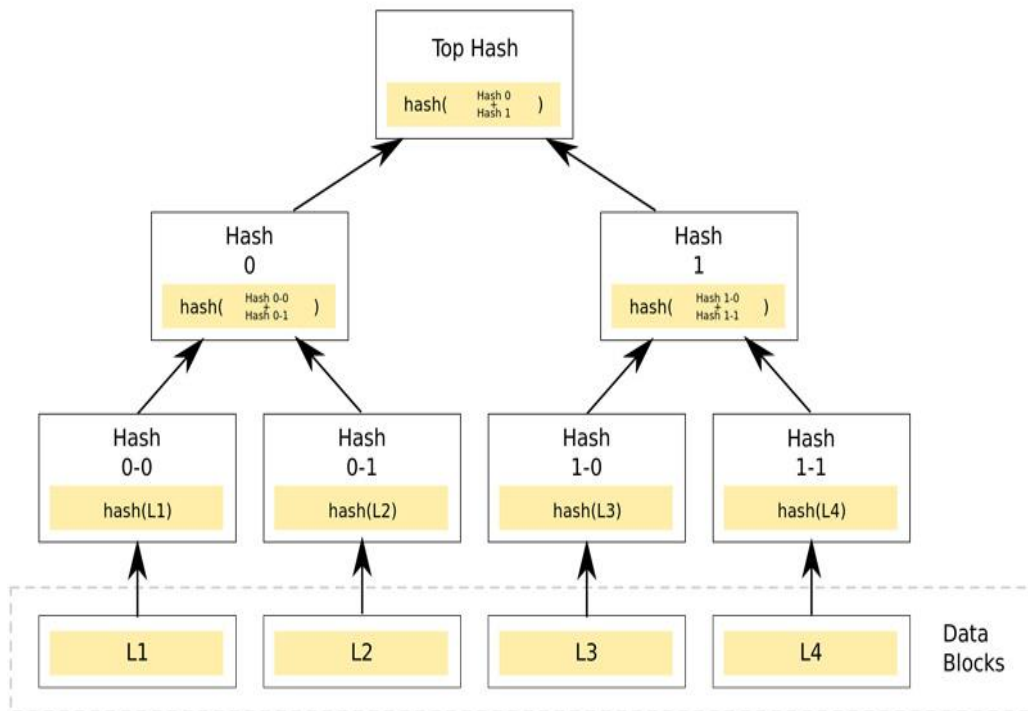 Top Hash
hash( Hash 0 + Hash 1 )
Hash
0
hash( Hash 0-0 + Hash 0-1 )
Hash
1
hash( Hash 1-0 + Hash 1-1 )
Hash
0-0
hash(L1)
Hash
0-1
hash(L2)
Hash
1-0
hash(L3)
Hash
1-1
hash(L4)
L1
L2
L3
L4
Data
Blocks